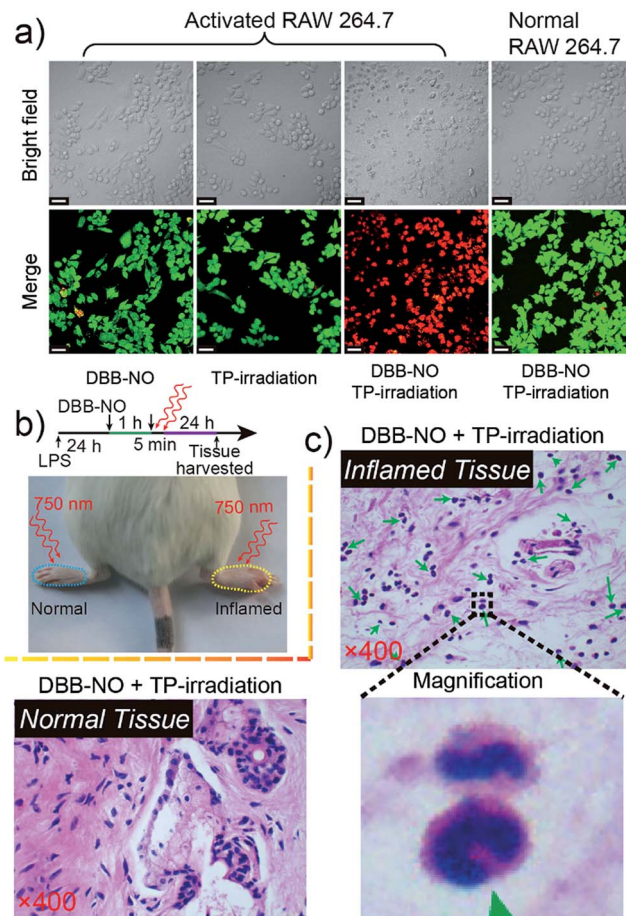 a)
Activated RAW 264.7
Normal
RAW 264.7
Bright field
Merge
DBB-NO
TP-irradiation
DBB-NO
TP-irradiation
DBB-NO
TP-irradiation
b)
DBB-NO
1 h
24 h
24 h
5 min
LPS
Tissue
harvested
750 nm
750 nm
Normal
Inflamed
DBB-NO + TP-irradiation
Normal Tissue
×400
c)
DBB-NO + TP-irradiation
Inflamed Tissue
×400
Magnification